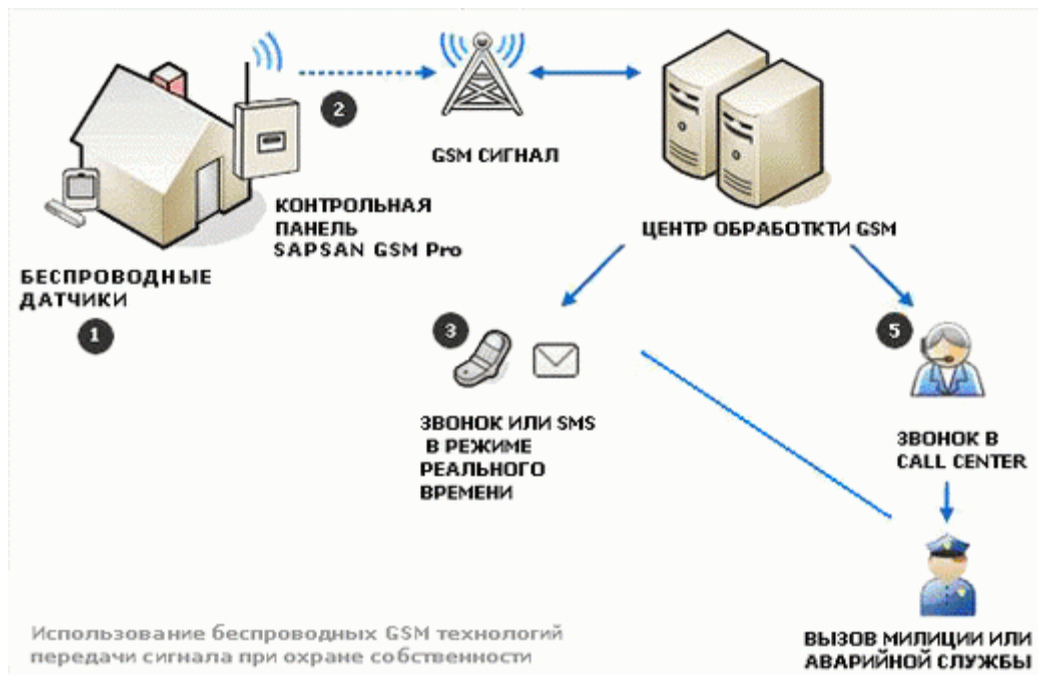 2
GSM СИГНАЛ
КОНТРОЛЬНАЯ
ПАНЕЛЬ
SAPSAN GSM Pro
ЦЕНТР ОБРАБОТКТИ GSM
БЕСПРОВОДНЫЕ
ДАТЧИКИ
1
3
5
ЗВОНОК ИЛИ SMS
В РЕЖИМЕ
РЕАЛЬНОГО
ВРЕМЕНИ
ЗВОНОК В
CALL CENTER
Использование беспроводных GSM технологий
передачи сигнала при охране собственности
ВЫЗОВ МИЛИЦИИ ИЛИ
АВАРИЙНОЙ СЛУЖБЫ